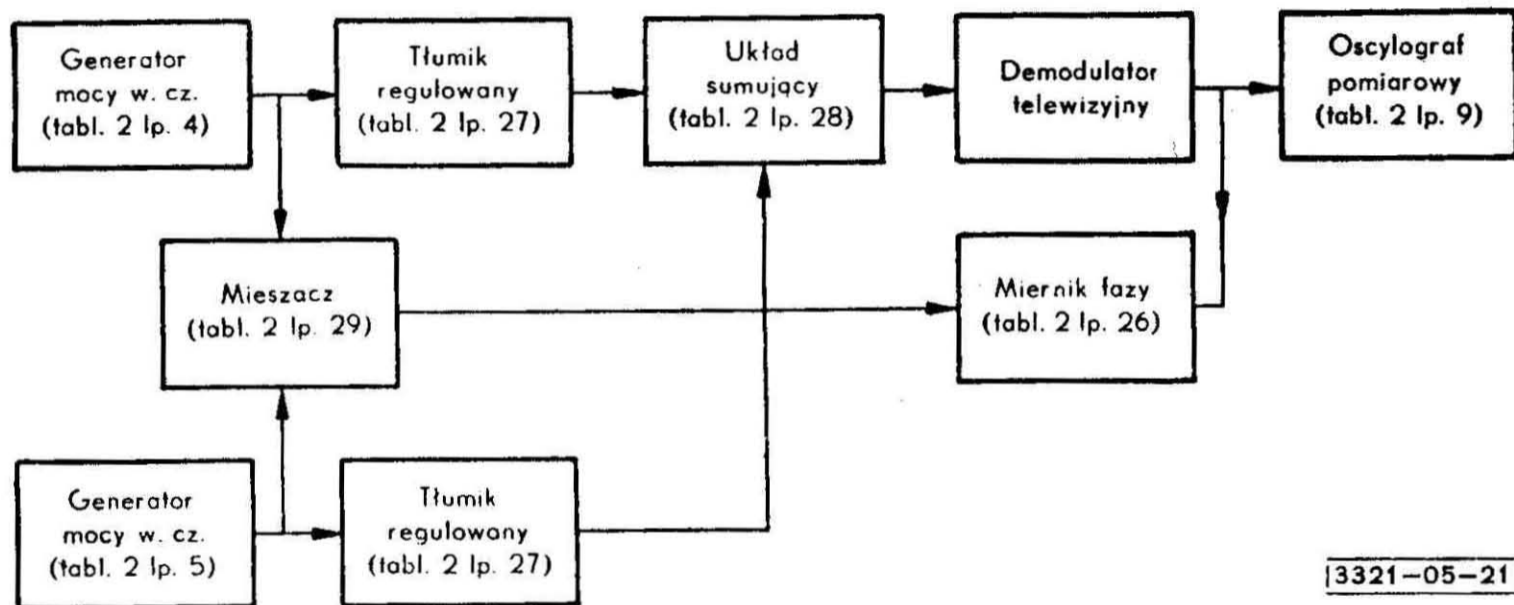 Generator
mocy w. cz.
(tabl. 2 lp. 4)
Tłumik
regulowany
(tabl. 2 lp. 27)
Układ
sumujący
(tabl. 2 lp. 28)
Demodulator
telewizyjny
Oscylograf
pomiarowy
(tabl. 2 lp. 9)
Mieszacz
(tabl. 2 lp. 29)
Miernik fazy
(tabl. 2 lp. 26)
Generator
mocy w. cz.
(tabl. 2 lp. 5)
Tłumik
regulowany
(tabl. 2 lp. 27)
3321-05-21